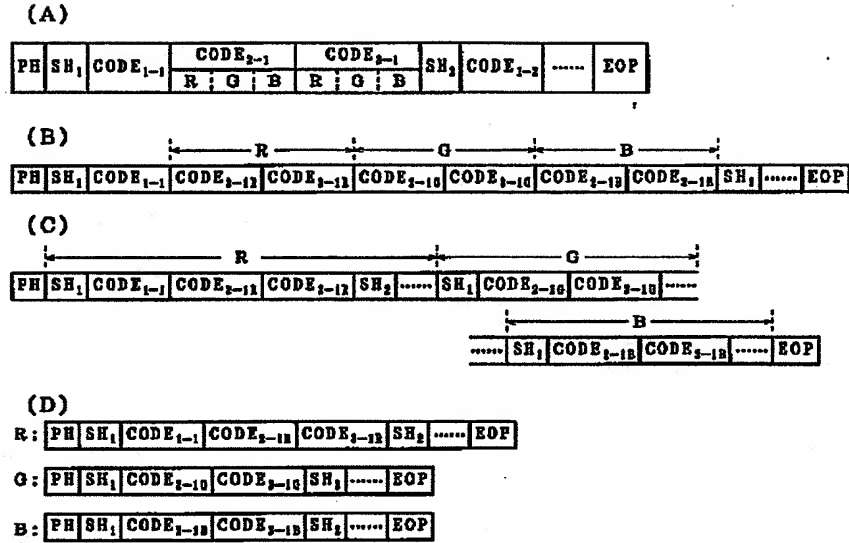 (A)
PH SH₁ CODE₁₋₁ CODE₂₋₁ CODE₃₋₁ SH₂ CODE₁₋₂ ...... EOP
R G B R G B
(B)
R G B
PH SH₁ CODE₁₋₁ CODE₂₋₁R CODE₃₋₁R CODE₂₋₁G CODE₃₋₁G CODE₂₋₁B CODE₃₋₁B SH₂ ...... EOP
(C)
R G
PH SH₁ CODE₁₋₁ CODE₂₋₁R CODE₃₋₁R SH₂ ...... SH₁ CODE₂₋₁G CODE₃₋₁G ......
B
...... SH₁ CODE₂₋₁B CODE₃₋₁B ...... EOP
(D)
R: PH SH₁ CODE₁₋₁ CODE₂₋₁R CODE₃₋₁R SH₂ ...... EOP
G: PH SH₁ CODE₂₋₁G CODE₃₋₁G SH₂ ...... EOP
B: PH SH₁ CODE₂₋₁B CODE₃₋₁B SH₂ ...... EOP